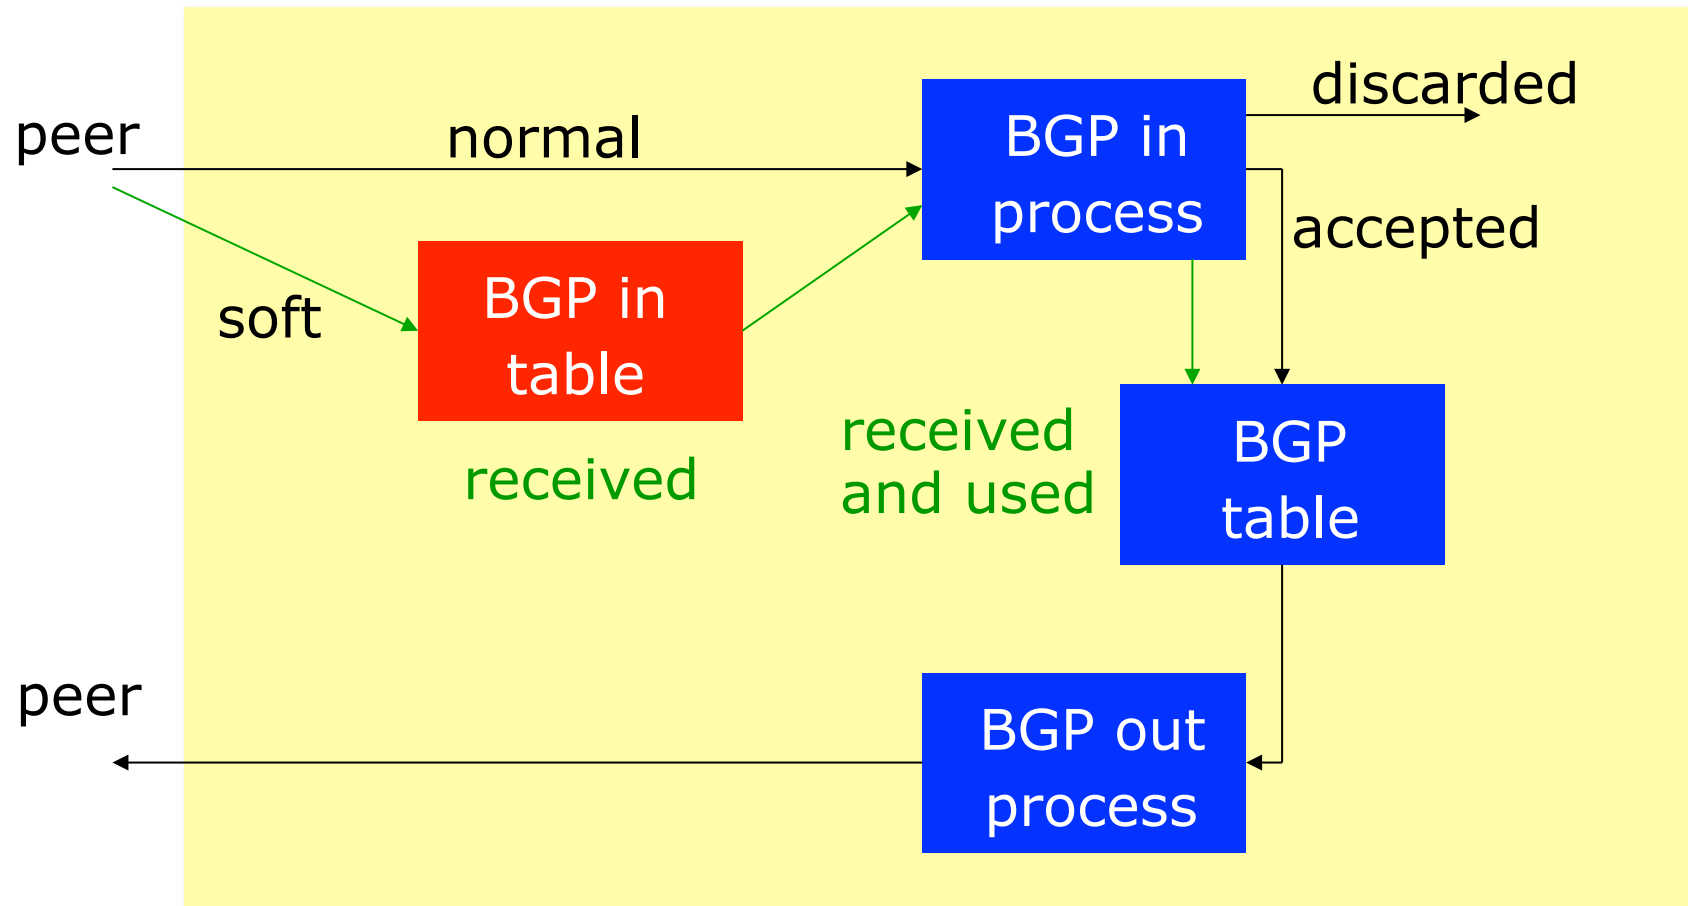 discarded
peer
normal
BGP in
process
accepted
soft
BGP in
table
received
received
and used
BGP
table
peer
BGP out
process